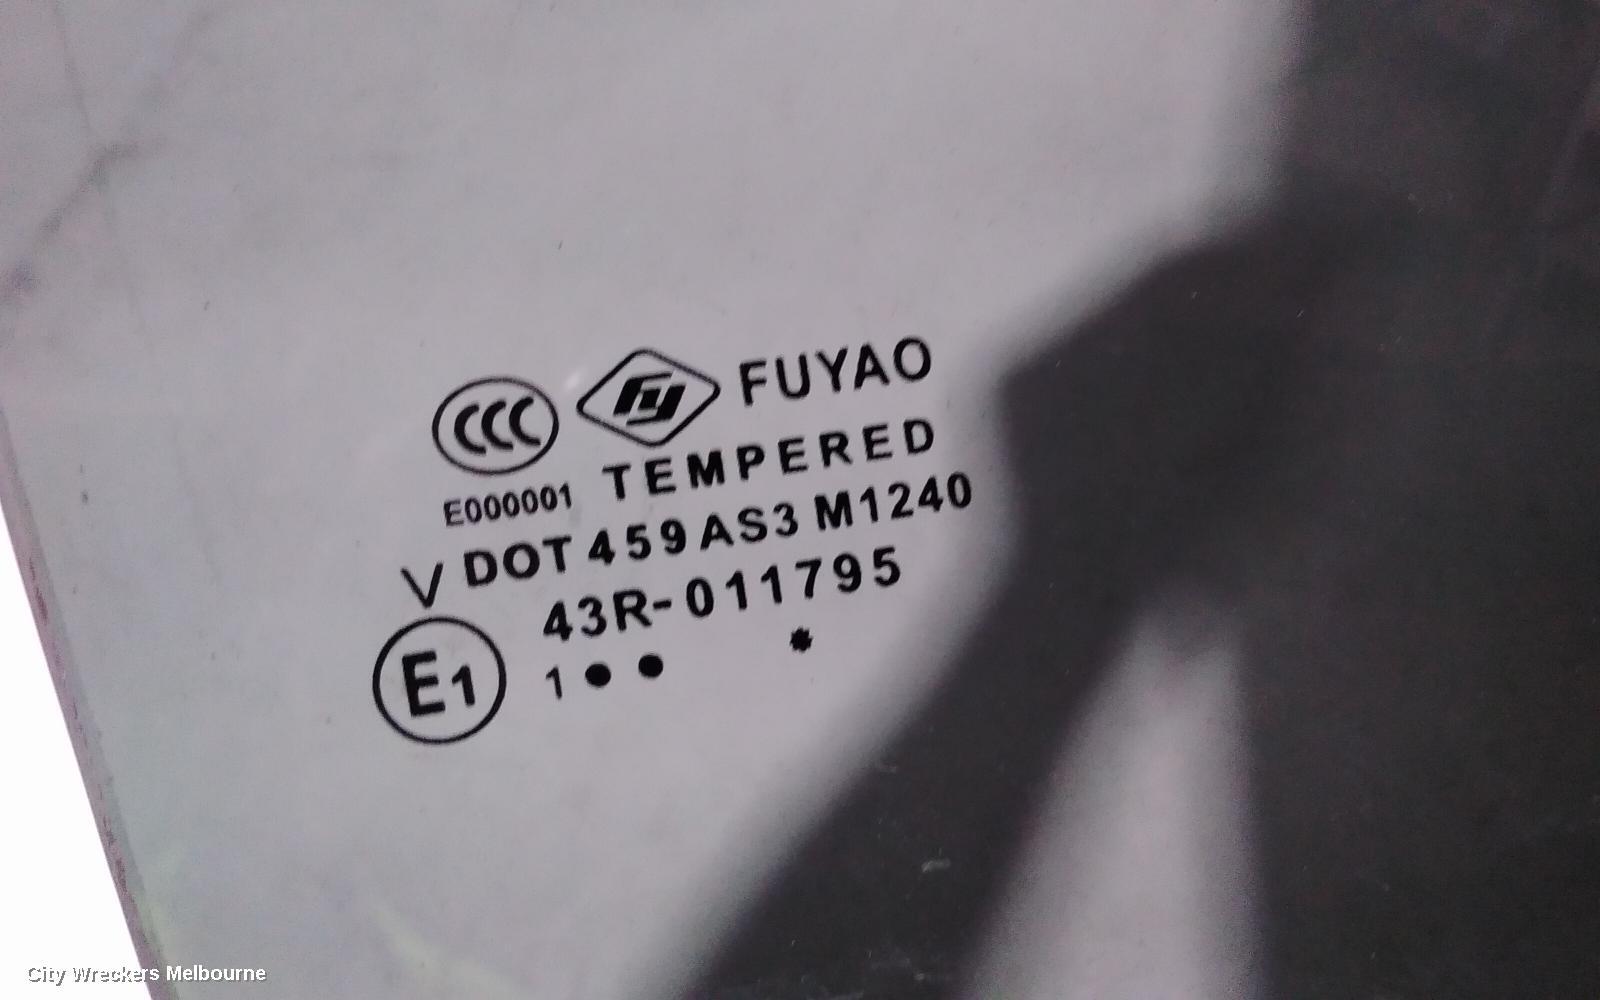 CCC fy FUYAO
E000001 TEMPERED
V DOT 459 AS3 M1240
43R-011795
E1 1 ● ● *
City Wreckers Melbourne